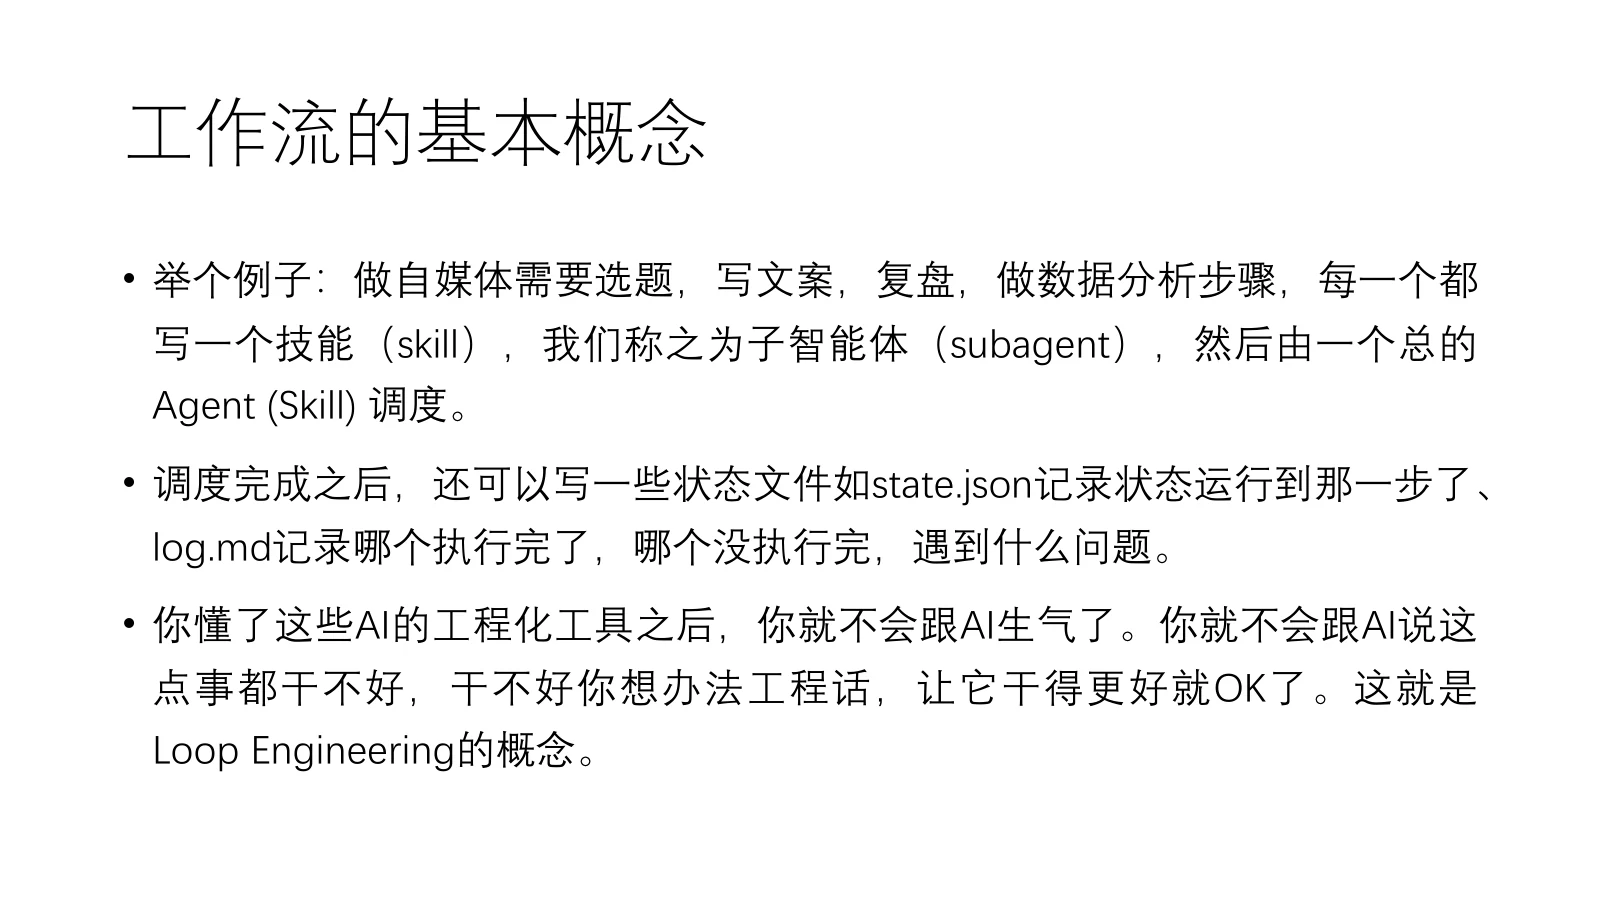 工作流的基本概念
• 举个例子：做自媒体需要选题，写文案，复盘，做数据分析步骤，每一个都
写一个技能（skill），我们称之为子智能体（subagent），然后由一个总的
Agent (Skill) 调度。
• 调度完成之后，还可以写一些状态文件如state.json记录状态运行到那一步了、
log.md记录哪个执行完了，哪个没执行完，遇到什么问题。
• 你懂了这些AI的工程化工具之后，你就不会跟AI生气了。你就不会跟AI说这
点事都干不好，干不好你想办法工程话，让它干得更好就OK了。这就是
Loop Engineering的概念。